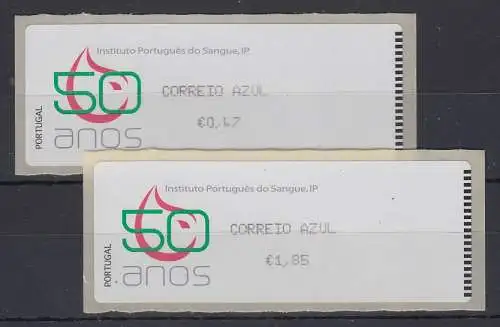 Instituto Português do Sangue, IP
50
anos
PORTUGAL
CORREIO AZUL
€0,47
Instituto Português do Sangue, IP
50
anos
PORTUGAL
CORREIO AZUL
€1,85